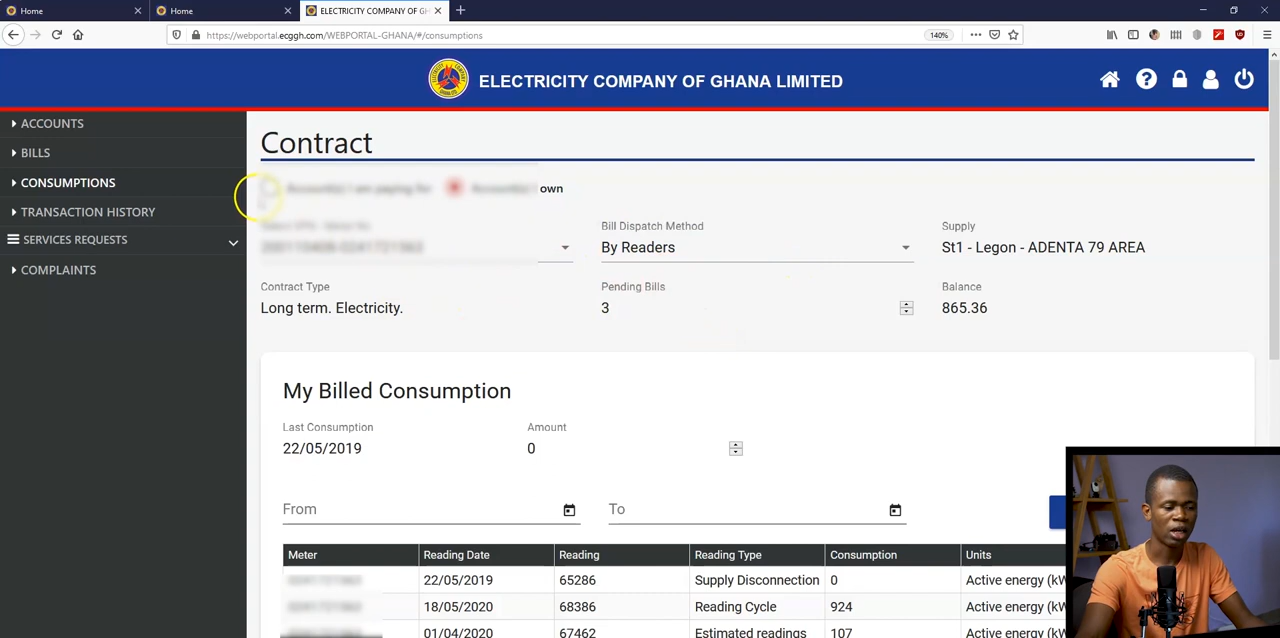 Home
Home
ELECTRICITY COMPANY OF GH
https://webportal.ecggh.com/WEBPORTAL-GHANA/#/consumptions
140%
ELECTRICITY COMPANY OF GHANA LIMITED
ACCOUNTS
BILLS
CONSUMPTIONS
TRANSACTION HISTORY
SERVICES REQUESTS
COMPLAINTS
Contract
Account(s) I am paying for Account(s) I own
Bill Dispatch Method
By Readers
Supply
St1 - Legon - ADENTA 79 AREA
Contract Type
Long term. Electricity.
Pending Bills
3
Balance
865.36
My Billed Consumption
Last Consumption
22/05/2019
Amount
0
From
To
Meter Reading Date Reading Reading Type Consumption Units
22/05/2019 65286 Supply Disconnection 0 Active energy (kW
18/05/2020 68386 Reading Cycle 924 Active energy (kW
01/04/2020 67462 Estimated readings 107 Active energy (kW